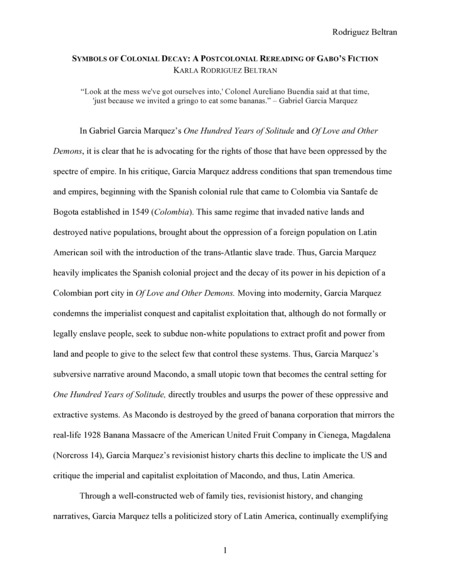 Rodriguez Beltran
SYMBOLS OF COLONIAL DECAY: A POSTCOLONIAL REREADING OF GABO'S FICTION
KARLA RODRIGUEZ BELTRAN
“Look at the mess we've got ourselves into,' Colonel Aureliano Buendia said at that time,
'just because we invited a gringo to eat some bananas.” – Gabriel Garcia Marquez
In Gabriel Garcia Marquez’s One Hundred Years of Solitude and Of Love and Other
Demons, it is clear that he is advocating for the rights of those that have been oppressed by the
spectre of empire. In his critique, Garcia Marquez address conditions that span tremendous time
and empires, beginning with the Spanish colonial rule that came to Colombia via Santafe de
Bogota established in 1549 (Colombia). This same regime that invaded native lands and
destroyed native populations, brought about the oppression of a foreign population on Latin
American soil with the introduction of the trans-Atlantic slave trade. Thus, Garcia Marquez
heavily implicates the Spanish colonial project and the decay of its power in his depiction of a
Colombian port city in Of Love and Other Demons. Moving into modernity, Garcia Marquez
condemns the imperialist conquest and capitalist exploitation that, although do not formally or
legally enslave people, seek to subdue non-white populations to extract profit and power from
land and people to give to the select few that control these systems. Thus, Garcia Marquez’s
subversive narrative around Macondo, a small utopic town that becomes the central setting for
One Hundred Years of Solitude, directly troubles and usurps the power of these oppressive and
extractive systems. As Macondo is destroyed by the greed of banana corporation that mirrors the
real-life 1928 Banana Massacre of the American United Fruit Company in Cienega, Magdalena
(Norcross 14), Garcia Marquez’s revisionist history charts this decline to implicate the US and
critique the imperial and capitalist exploitation of Macondo, and thus, Latin America.
Through a well-constructed web of family ties, revisionist history, and changing
narratives, Garcia Marquez tells a politicized story of Latin America, continually exemplifying
1